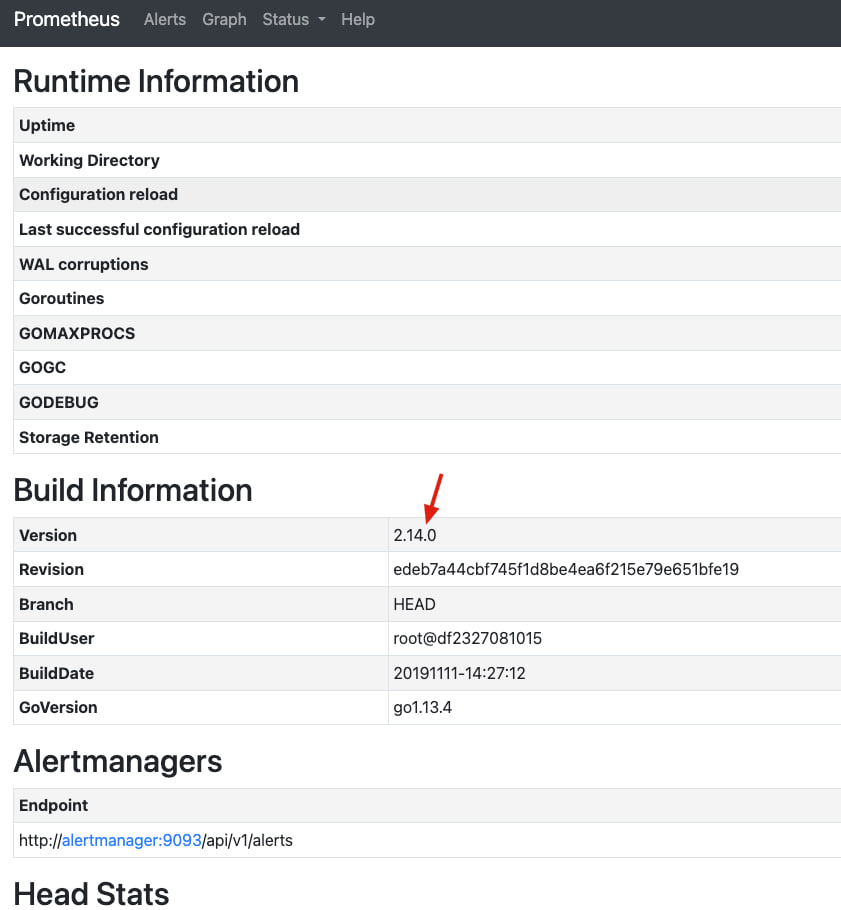 Prometheus Alerts Graph Status Help
Runtime Information
Uptime
Working Directory
Configuration reload
Last successful configuration reload
WAL corruptions
Goroutines
GOMAXPROCS
GOGC
GODEBUG
Storage Retention
Build Information
Version 2.14.0
Revision edeb7a44cbf745f1d8be4ea6f215e79e651bfe19
Branch HEAD
BuildUser root@df2327081015
BuildDate 20191111-14:27:12
GoVersion go1.13.4
Alertmanagers
Endpoint
http://alertmanager:9093/api/v1/alerts
Head Stats